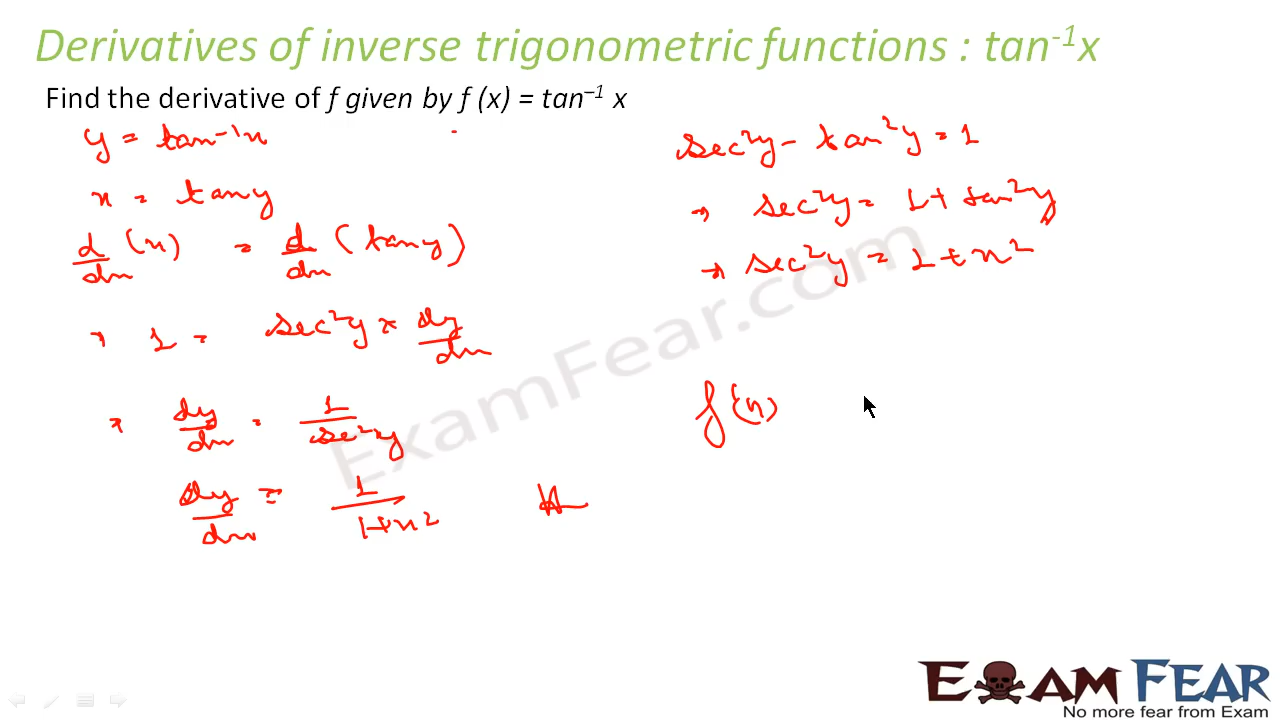 Derivatives of inverse trigonometric functions : tan⁻¹x
Find the derivative of f given by f (x) = tan⁻¹ x
y = tan⁻¹x
x = tan y
d/dx (x) = d/dx (tan y)
→ 1 = sec²y × dy/dx
→ dy/dx = 1/sec²y
dy/dx = 1/1+x²
sec²y - tan²y = 1
→ sec²y = 1 + tan²y
→ sec²y = 1 + x²
f(x)
ExamFear.com
EXAM FEAR
No more fear from Exam